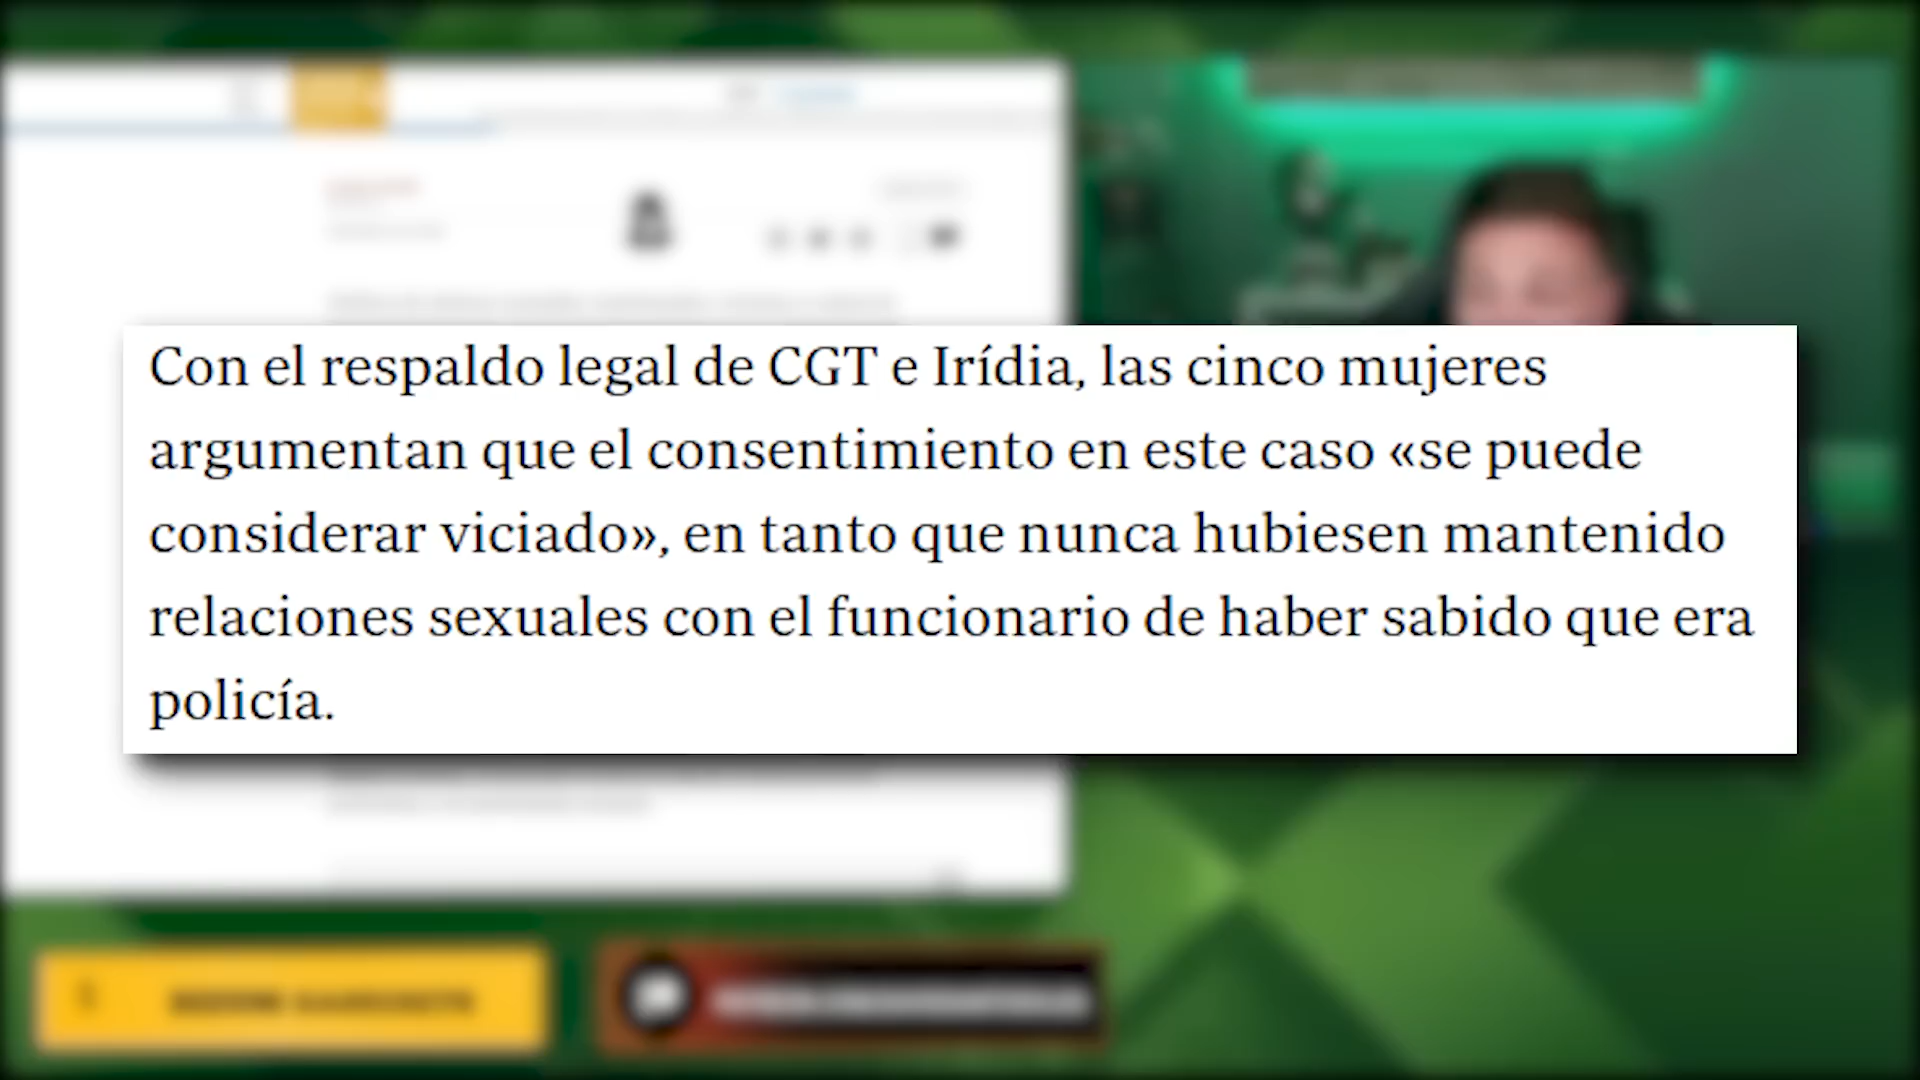 Con el respaldo legal de CGT e Irídia, las cinco mujeres
argumentan que el consentimiento en este caso «se puede
considerar viciado», en tanto que nunca hubiesen mantenido
relaciones sexuales con el funcionario de haber sabido que era
policía.